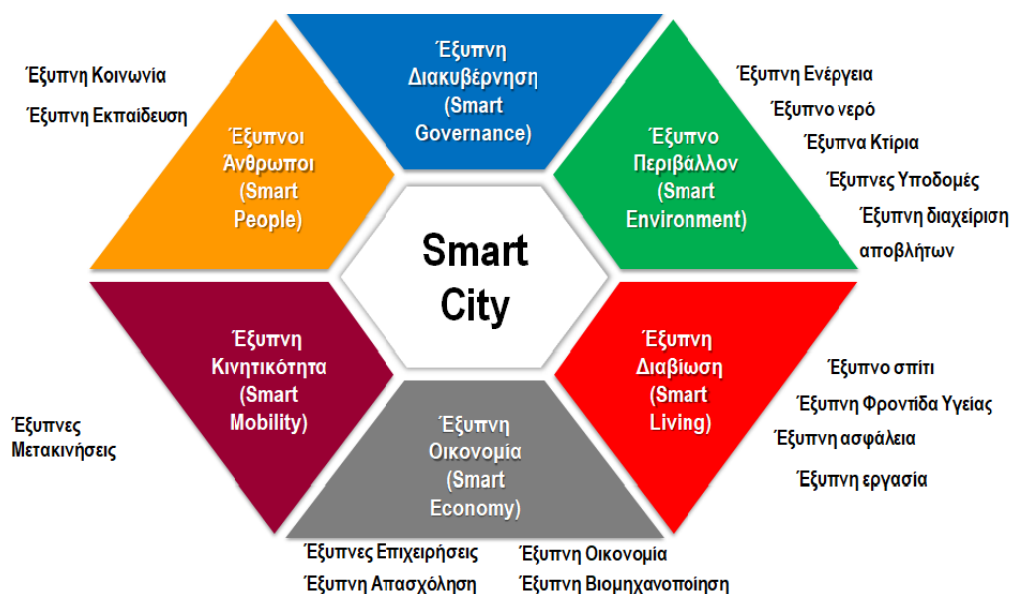 Έξυπνη
Διακυβέρνηση
(Smart
Governance)
Έξυπνη Κοινωνία
Έξυπνη Εκπαίδευση
Έξυπνοι
Άνθρωποι
(Smart
People)
Έξυπνο
Περιβάλλον
(Smart
Environment)
Έξυπνη Ενέργεια
Έξυπνο νερό
Έξυπνα Κτίρια
Έξυπνες Υποδομές
Έξυπνη διαχείριση
αποβλήτων
Smart
City
Έξυπνη
Κινητικότητα
(Smart
Mobility)
Έξυπνες
Μετακινήσεις
Έξυπνη
Διαβίωση
(Smart
Living)
Έξυπνο σπίτι
Έξυπνη Φροντίδα Υγείας
Έξυπνη ασφάλεια
Έξυπνη εργασία
Έξυπνη
Οικονομία
(Smart
Economy)
Έξυπνες Επιχειρήσεις
Έξυπνη Οικονομία
Έξυπνη Απασχόληση
Έξυπνη Βιομηχανοποίηση